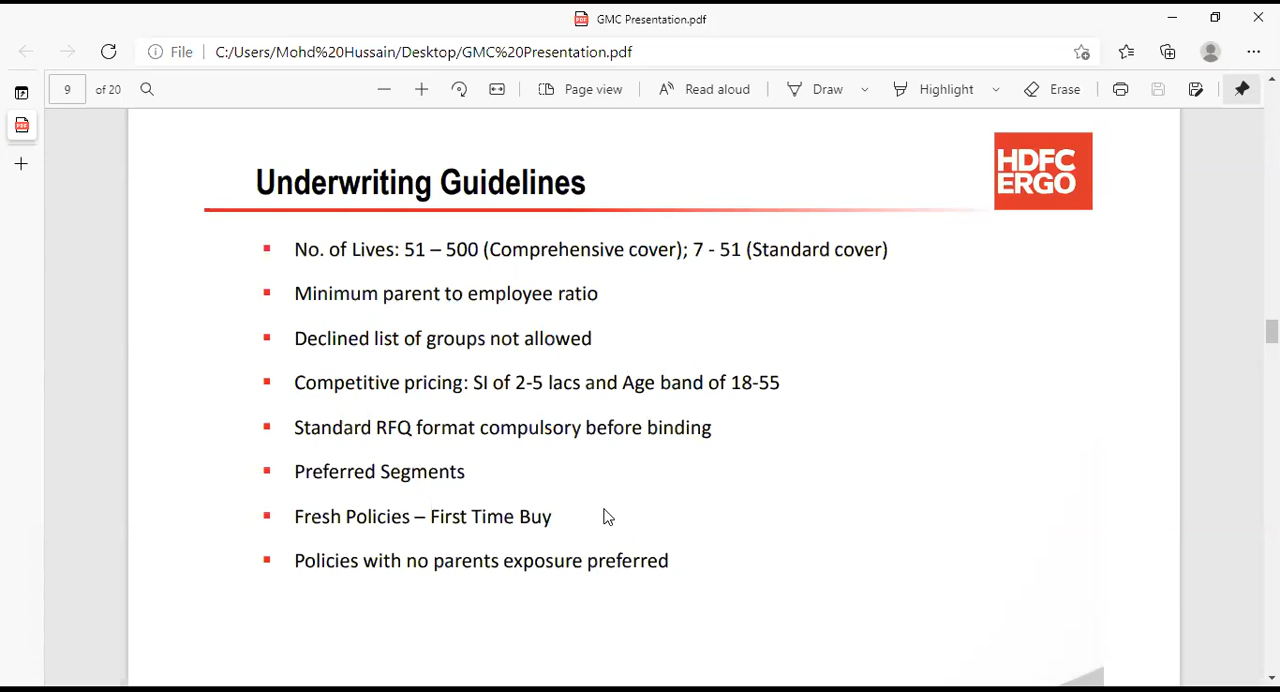 GMC Presentation.pdf
File
C:/Users/Mohd%20Hussain/Desktop/GMC%20Presentation.pdf
9 of 20
Page view
Read aloud
Draw
Highlight
Erase
Underwriting Guidelines
HDFC
ERGO
No. of Lives: 51 – 500 (Comprehensive cover); 7 - 51 (Standard cover)
Minimum parent to employee ratio
Declined list of groups not allowed
Competitive pricing: SI of 2-5 lacs and Age band of 18-55
Standard RFQ format compulsory before binding
Preferred Segments
Fresh Policies – First Time Buy
Policies with no parents exposure preferred